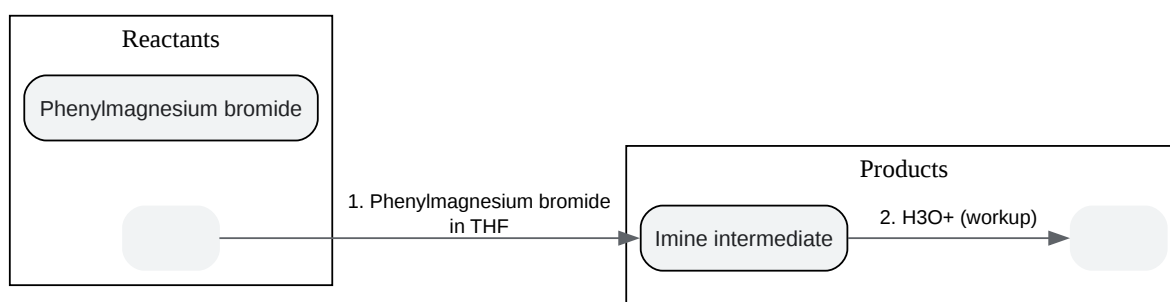 Reactants
Phenylmagnesium bromide
1. Phenylmagnesium bromide
in THF
Products
Imine intermediate
2. H3O+ (workup)